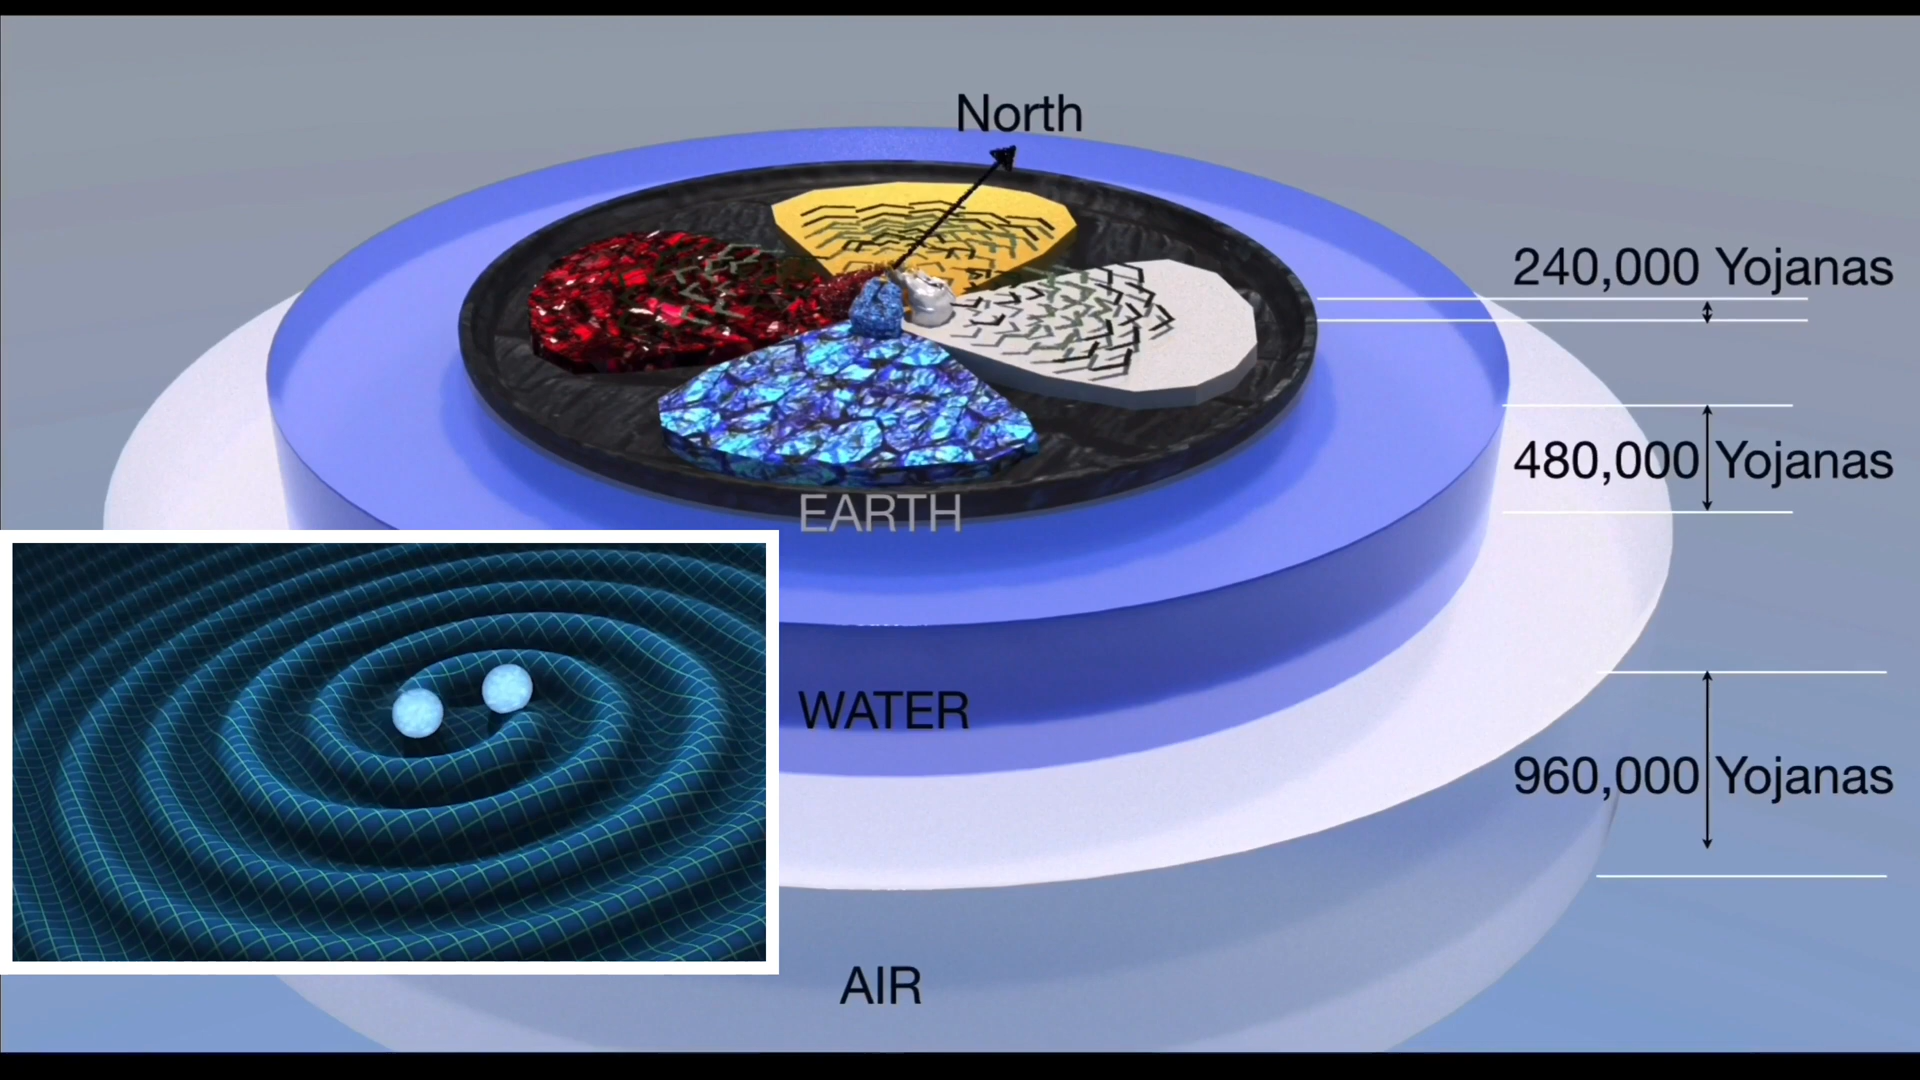 North
240,000 Yojanas
480,000 Yojanas
EARTH
WATER
960,000 Yojanas
AIR